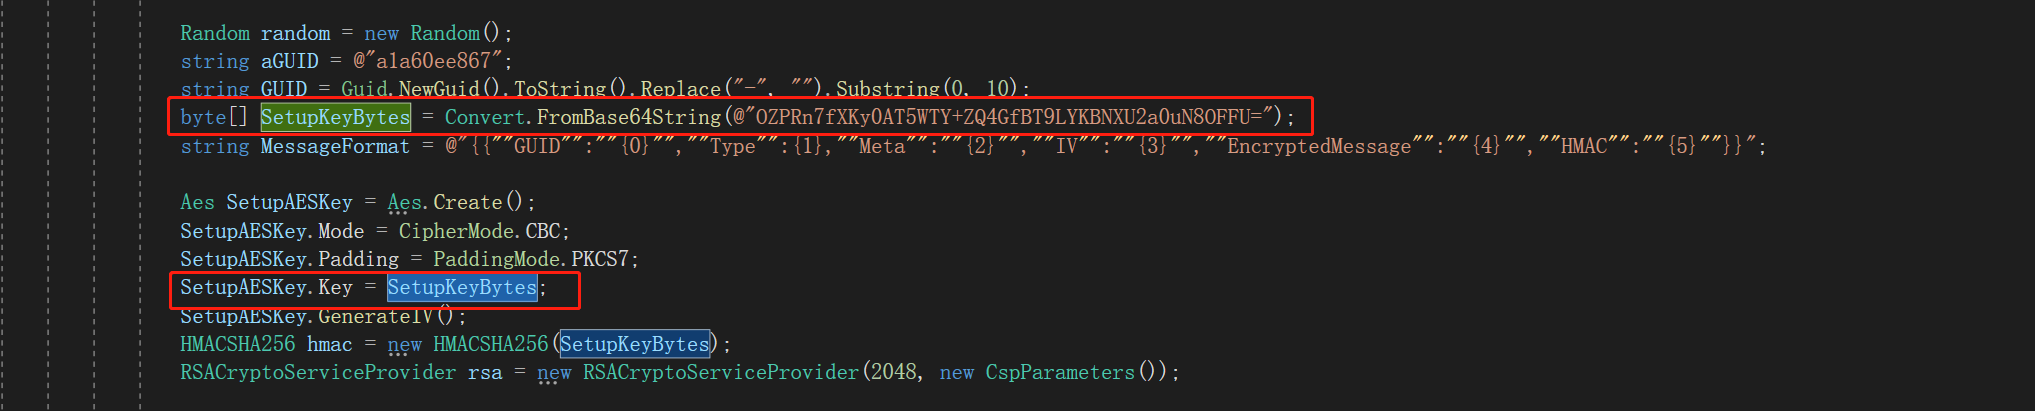 Random random = new Random();
string aGUID = @"a1a60ee867";
string GUID = Guid.NewGuid().ToString().Replace("-", "").Substring(0, 10);
byte[] SetupKeyBytes = Convert.FromBase64String(@"OZPRn7fXKy0AT5WTY+ZQ4GfBT9LYKBNXU2a0uN8OFFU=");
string MessageFormat = @"{{""GUID"":""{0}"",""Type"":{1},""Meta"":""{2}"",""IV"":""{3}"",""EncryptedMessage"":""{4}"",""HMAC"":""{5}""}}";
Aes SetupAESKey = Aes.Create();
SetupAESKey.Mode = CipherMode.CBC;
SetupAESKey.Padding = PaddingMode.PKCS7;
SetupAESKey.Key = SetupKeyBytes;
SetupAESKey.GenerateIV();
HMACSHA256 hmac = new HMACSHA256(SetupKeyBytes);
RSACryptoServiceProvider rsa = new RSACryptoServiceProvider(2048, new CspParameters());